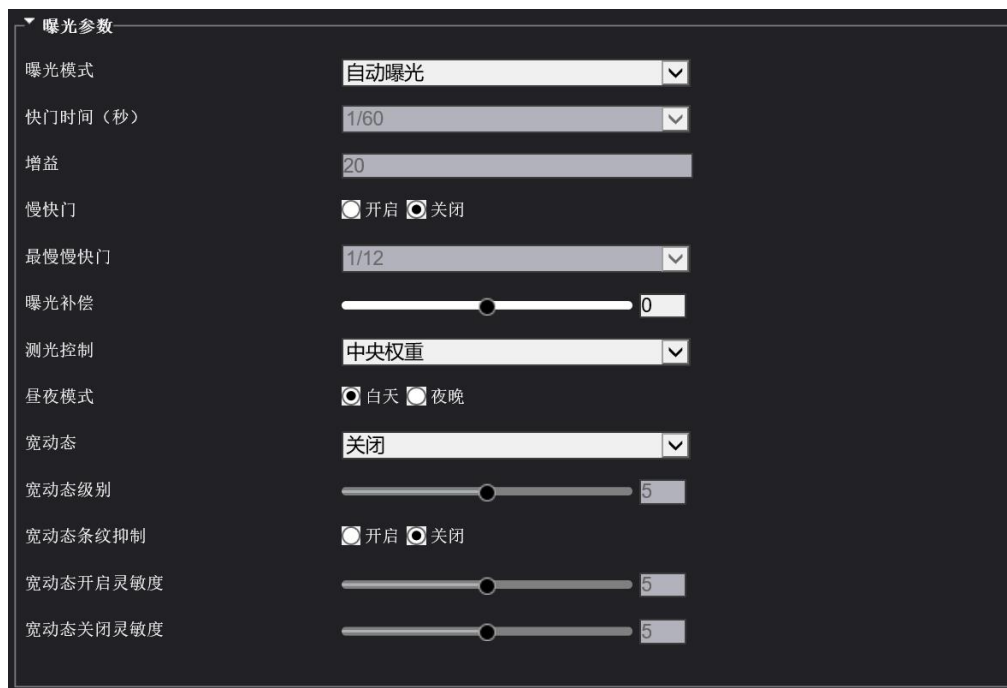 曝光参数
曝光模式 自动曝光
快门时间（秒） 1/60
增益 20
慢快门 开启 关闭
最慢慢快门 1/12
曝光补偿 0
测光控制 中央权重
昼夜模式 白天 夜晚
宽动态 关闭
宽动态级别 5
宽动态条纹抑制 开启 关闭
宽动态开启灵敏度 5
宽动态关闭灵敏度 5